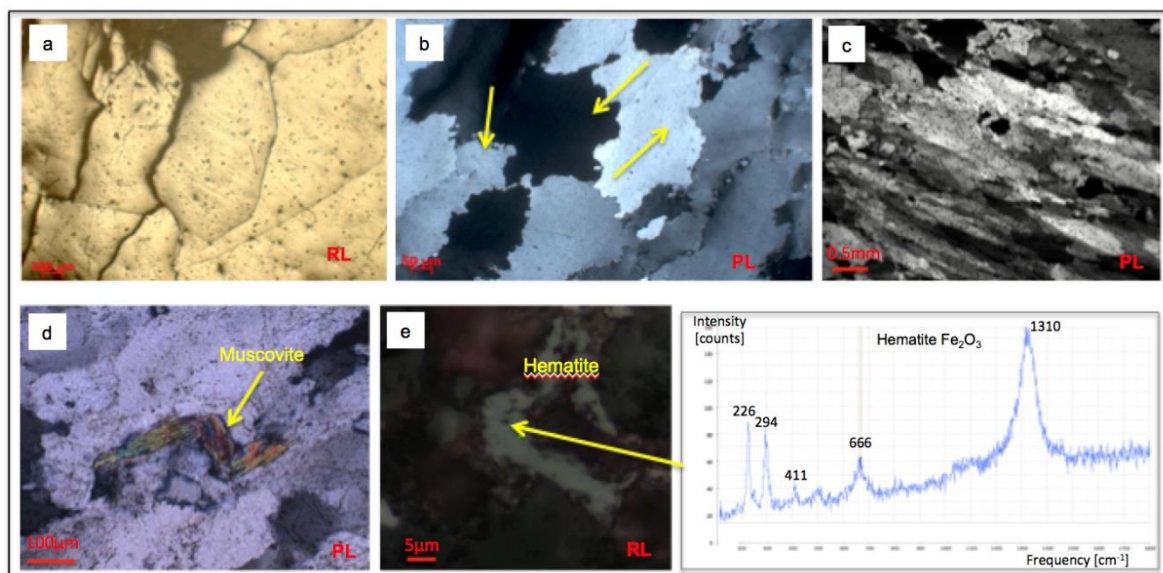 a
RL
b
50 µm
PL
c
0.5mm
PL
d
Muscovite
100µm
PL
e
Hematite
5µm
RL
Intensity
[counts]
Hematite Fe₂O₃
1310
226
294
411
666
Frequency [cm⁻¹]